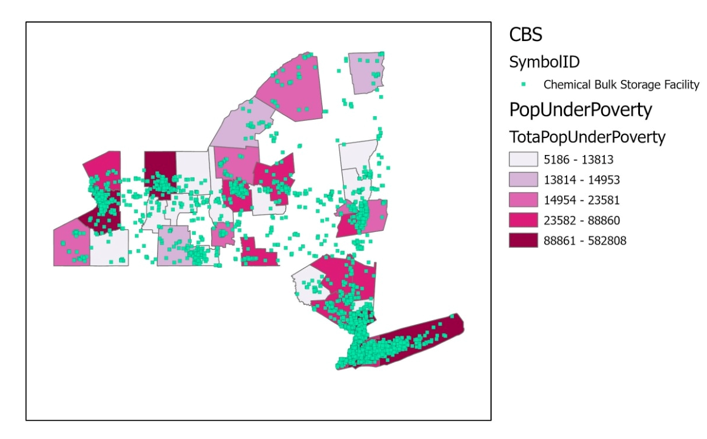 CBS
SymbolID
Chemical Bulk Storage Facility
PopUnderPoverty
TotaPopUnderPoverty
5186 - 13813
13814 - 14953
14954 - 23581
23582 - 88860
88861 - 582808